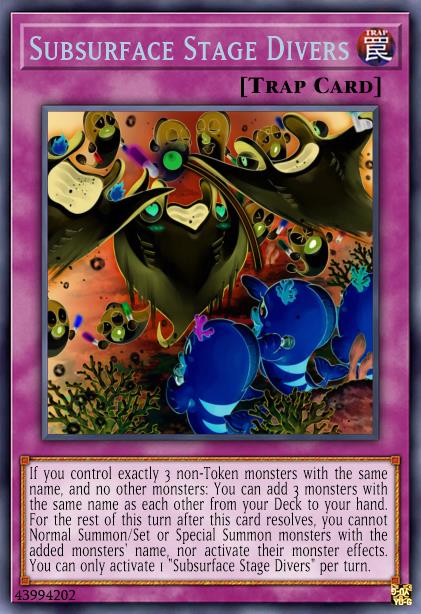 Subsurface Stage Divers
TRAP
罠
[Trap Card]
If you control exactly 3 non-Token monsters with the same
name, and no other monsters: You can add 3 monsters with
the same name as each other from your Deck to your hand.
For the rest of this turn after this card resolves, you cannot
Normal Summon/Set or Special Summon monsters with the
added monsters' name, nor activate their monster effects.
You can only activate 1 "Subsurface Stage Divers" per turn.
43994202